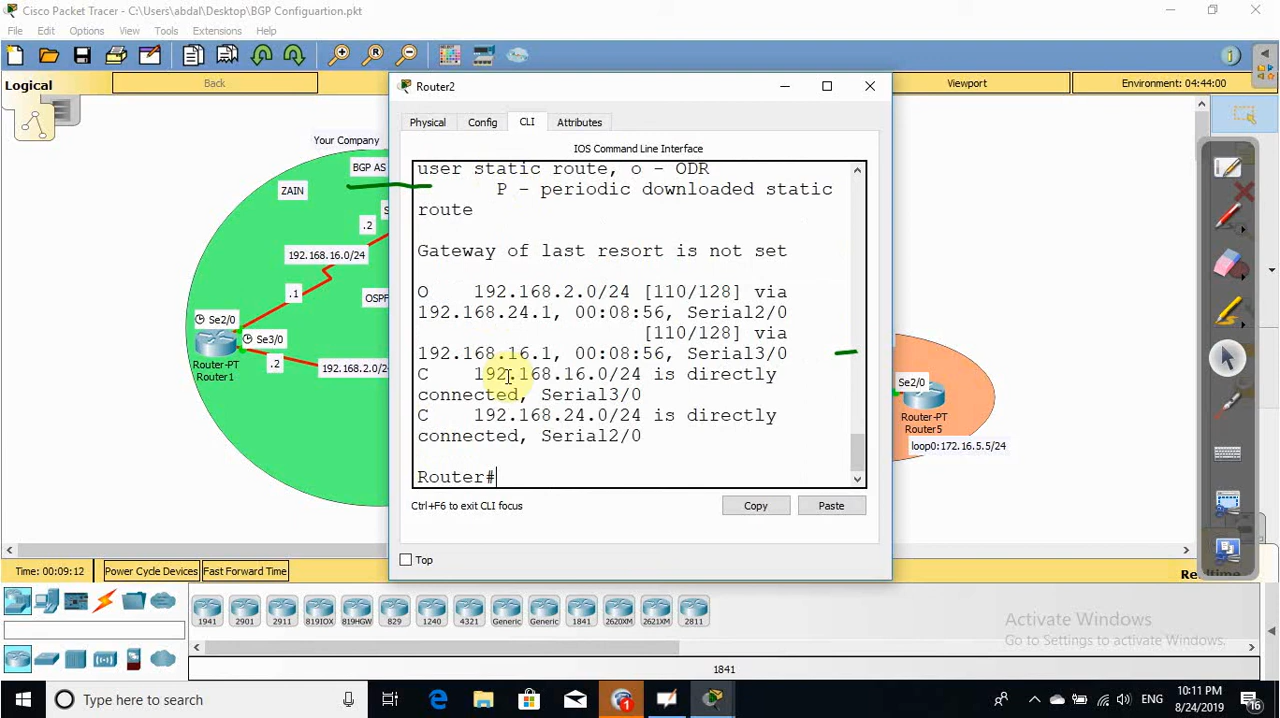 Cisco Packet Tracer - C:\Users\abdal\Desktop\BGP Configuartion.pkt
File Edit Options View Tools Extensions Help
Logical
Back
Viewport
Environment: 04:44:00
Router2
Physical Config CLI Attributes
IOS Command Line Interface
user static route, o - ODR
P - periodic downloaded static
route
Gateway of last resort is not set
O 192.168.2.0/24 [110/128] via
192.168.24.1, 00:08:56, Serial2/0
[110/128] via
192.168.16.1, 00:08:56, Serial3/0
C 192.168.16.0/24 is directly
connected, Serial3/0
C 192.168.24.0/24 is directly
connected, Serial2/0
Router#
Ctrl+F6 to exit CLI focus
Copy Paste
Top
Your Company
BGP AS
ZAIN
.2
192.168.16.0/24
.1
OSPF
Se2/0
Se3/0
.2
192.168.2.0/2
Router-PT
Router1
Se2/0
Router-PT
Router5
loop0:172.16.5.5/24
Time: 00:09:12 Power Cycle Devices Fast Forward Time
1941 2901 2911 819IOX 819HGW 829 1240 4321 Generic Generic 1841 2620XM 2621XM 2811
1841
Activate Windows
Go to Settings to activate Windows.
Type here to search
1
ENG
10:11 PM
8/24/2019
16